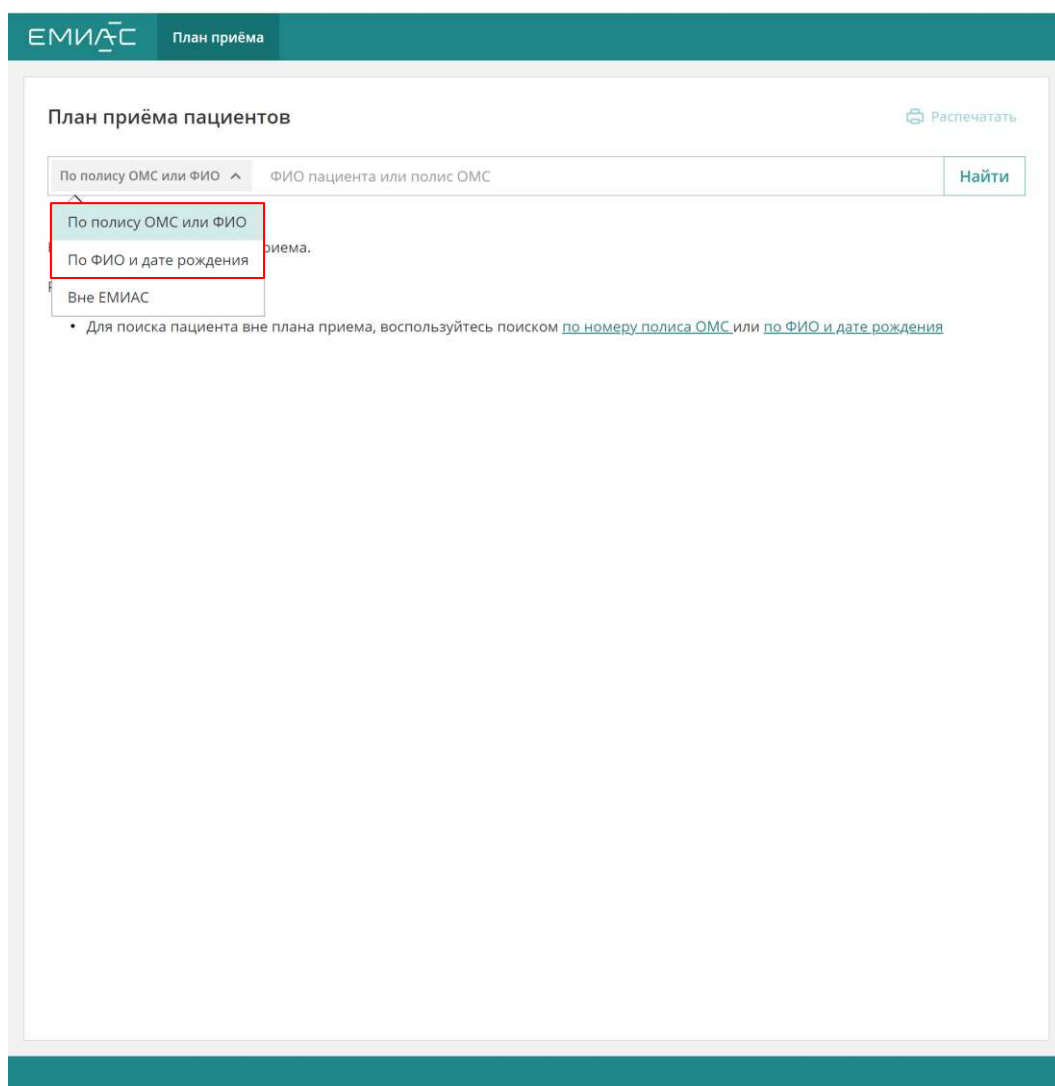 ЕМИАС План приёма
План приёма пациентов Распечатать
По полису ОМС или ФИО ФИО пациента или полис ОМС Найти
По полису ОМС или ФИО
По ФИО и дате рождения
Вне ЕМИАС
• Для поиска пациента вне плана приема, воспользуйтесь поиском по номеру полиса ОМС или по ФИО и дате рождения